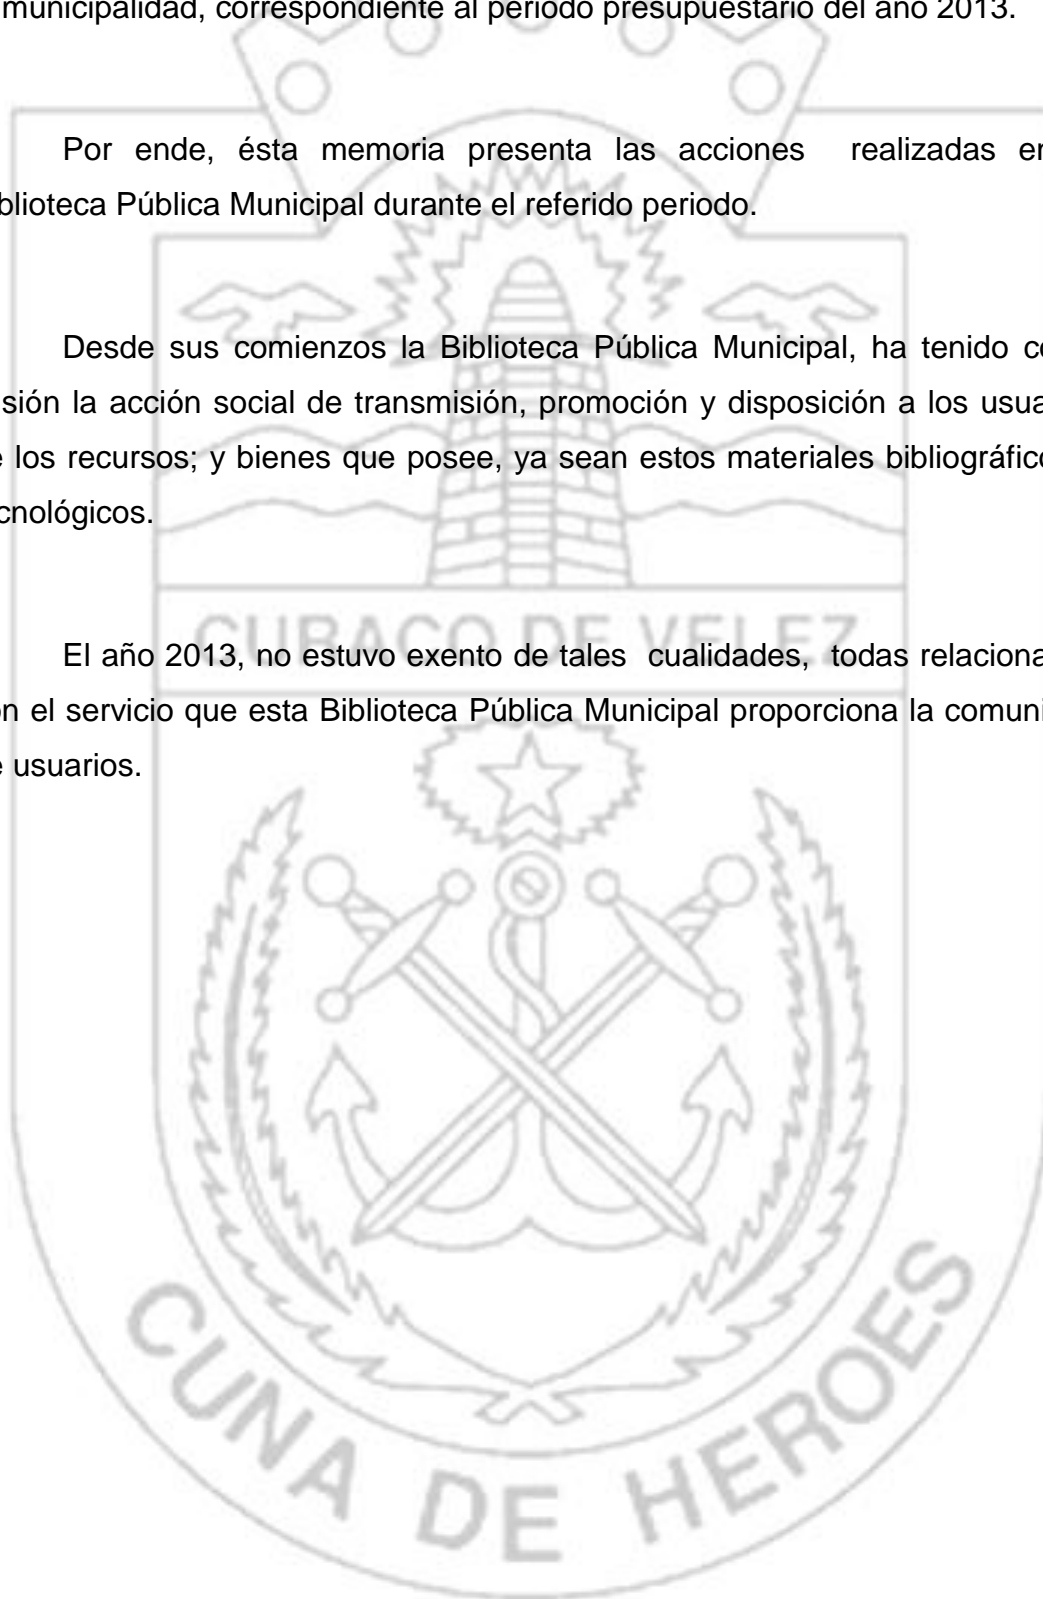 municipalidad, correspondiente al periodo presupuestario del año 2013.
Por ende, ésta memoria presenta las acciones realizadas en
blioteca Pública Municipal durante el referido periodo.
Desde sus comienzos la Biblioteca Pública Municipal, ha tenido co
sión la acción social de transmisión, promoción y disposición a los usua
e los recursos; y bienes que posee, ya sean estos materiales bibliográfico
cnológicos.
CURACO DE VELEZ
El año 2013, no estuvo exento de tales cualidades, todas relaciona
on el servicio que esta Biblioteca Pública Municipal proporciona la comuni
e usuarios.
CUNA DE HEROES